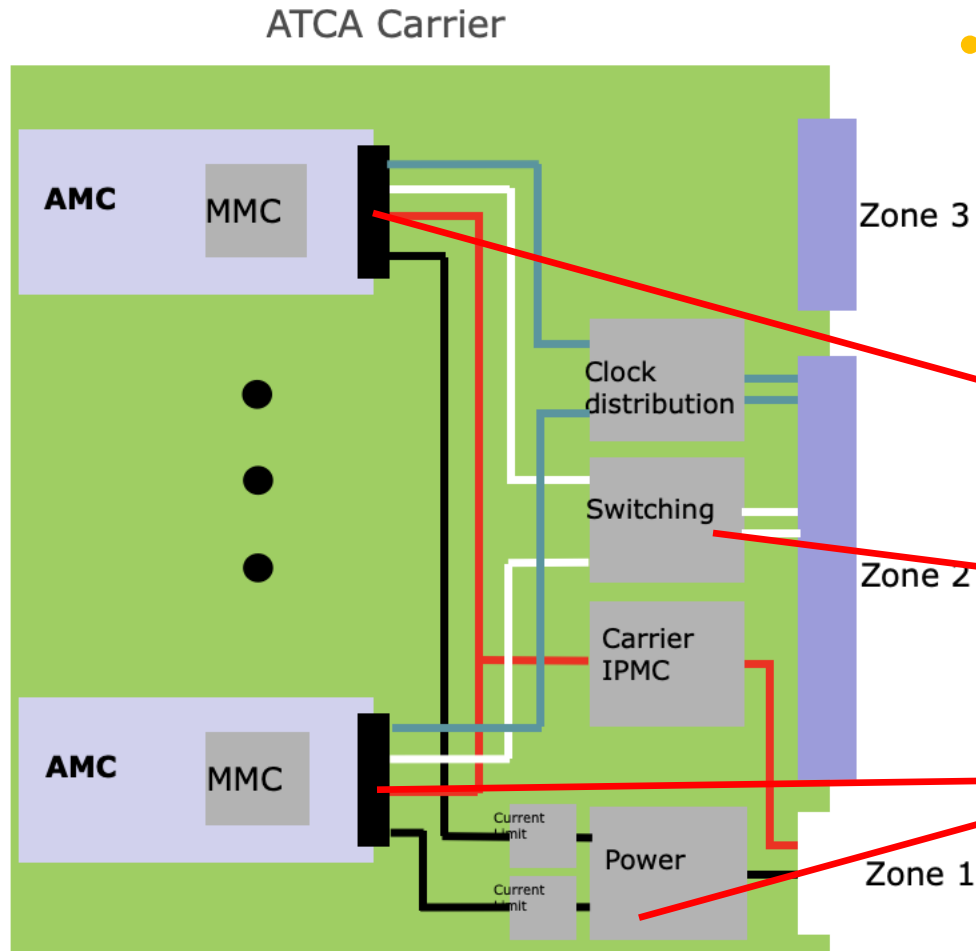 ATCA Carrier
AMC
MMC
Zone 3
Clock
distribution
Switching
Zone 2
Carrier
IPMC
AMC
MMC
Current
Limit
Power
Current
Limit
Zone 1